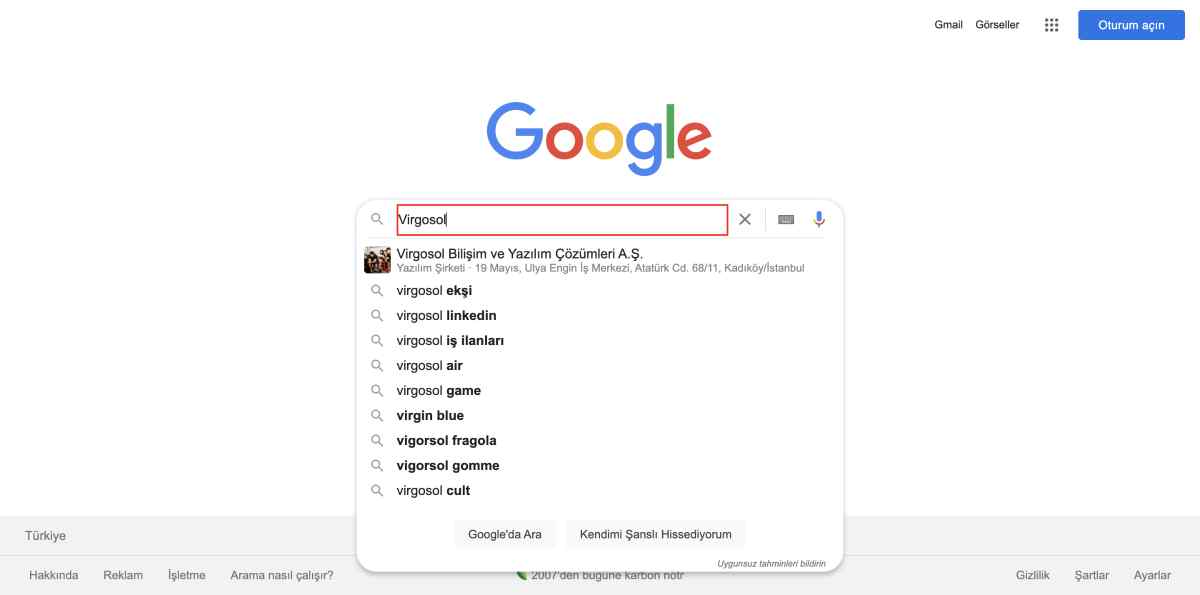 Gmail Görseller Oturum açın
Google
Virgosol
Virgosol Bilişim ve Yazılım Çözümleri A.Ş.
Yazılım Şirketi · 19 Mayıs, Ulya Engin İş Merkezi, Atatürk Cd. 68/11, Kadıköy/İstanbul
virgosol ekşi
virgosol linkedin
virgosol iş ilanları
virgosol air
virgosol game
virgin blue
vigorsol fragola
vigorsol gomme
virgosol cult
Google'da Ara Kendimi Şanslı Hissediyorum
Uygunsuz tahminleri bildirin
Türkiye
Hakkında Reklam İşletme Arama nasıl çalışır? 2007'den bugüne karbon nötr Gizlilik Şartlar Ayarlar